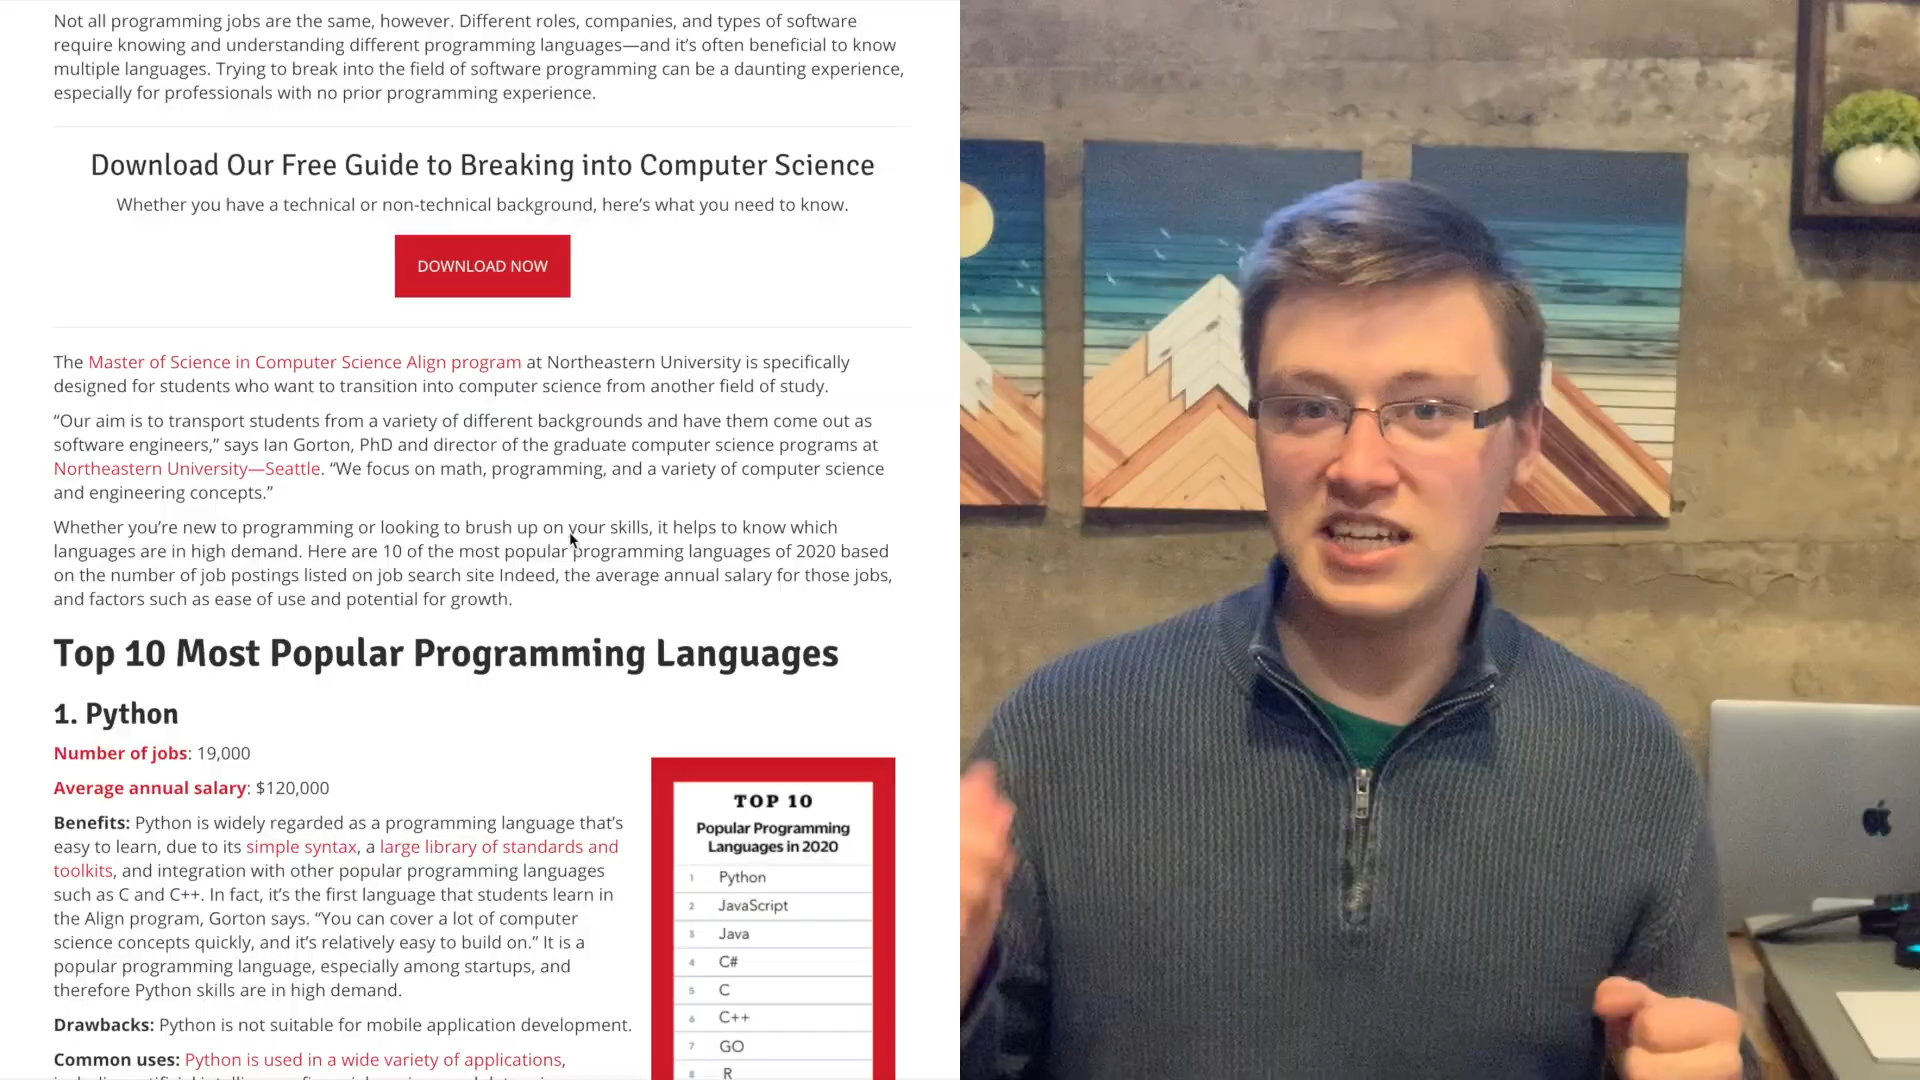 Not all programming jobs are the same, however. Different roles, companies, and types of software
require knowing and understanding different programming languages—and it’s often beneficial to know
multiple languages. Trying to break into the field of software programming can be a daunting experience,
especially for professionals with no prior programming experience.
Download Our Free Guide to Breaking into Computer Science
Whether you have a technical or non-technical background, here’s what you need to know.
DOWNLOAD NOW
The Master of Science in Computer Science Align program at Northeastern University is specifically
designed for students who want to transition into computer science from another field of study.
“Our aim is to transport students from a variety of different backgrounds and have them come out as
software engineers,” says Ian Gorton, PhD and director of the graduate computer science programs at
Northeastern University—Seattle. “We focus on math, programming, and a variety of computer science
and engineering concepts.”
Whether you’re new to programming or looking to brush up on your skills, it helps to know which
languages are in high demand. Here are 10 of the most popular programming languages of 2020 based
on the number of job postings listed on job search site Indeed, the average annual salary for those jobs,
and factors such as ease of use and potential for growth.
Top 10 Most Popular Programming Languages
1. Python
Number of jobs: 19,000
Average annual salary: $120,000
Benefits: Python is widely regarded as a programming language that’s
easy to learn, due to its simple syntax, a large library of standards and
toolkits, and integration with other popular programming languages
such as C and C++. In fact, it’s the first language that students learn in
the Align program, Gorton says. “You can cover a lot of computer
science concepts quickly, and it’s relatively easy to build on.” It is a
popular programming language, especially among startups, and
therefore Python skills are in high demand.
Drawbacks: Python is not suitable for mobile application development.
Common uses: Python is used in a wide variety of applications,
TOP 10
Popular Programming
Languages in 2020
1 Python
2 JavaScript
3 Java
4 C#
5 C
6 C++
7 GO
8 R